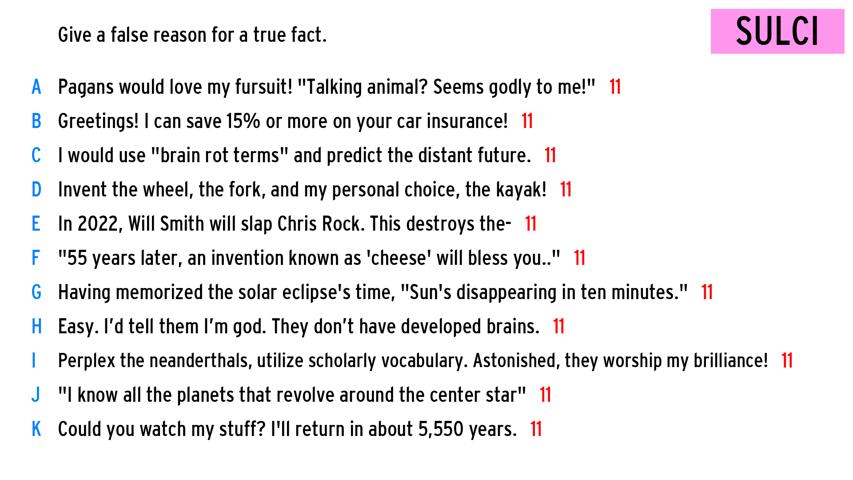 Give a false reason for a true fact.
SULCI
A Pagans would love my fursuit! "Talking animal? Seems godly to me!" 11
B Greetings! I can save 15% or more on your car insurance! 11
C I would use "brain rot terms" and predict the distant future. 11
D Invent the wheel, the fork, and my personal choice, the kayak! 11
E In 2022, Will Smith will slap Chris Rock. This destroys the- 11
F "55 years later, an invention known as 'cheese' will bless you.." 11
G Having memorized the solar eclipse's time, "Sun's disappearing in ten minutes." 11
H Easy. I’d tell them I’m god. They don’t have developed brains. 11
I Perplex the neanderthals, utilize scholarly vocabulary. Astonished, they worship my brilliance! 11
J "I know all the planets that revolve around the center star" 11
K Could you watch my stuff? I'll return in about 5,550 years. 11